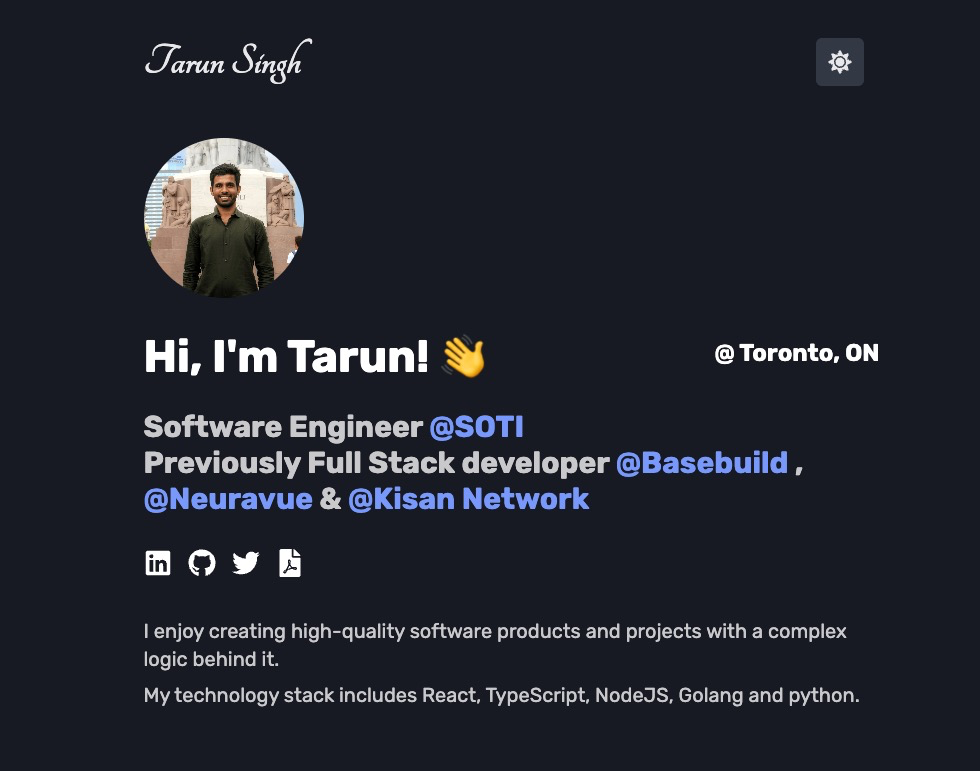 Tarun Singh
Hi, I'm Tarun! 👋
@ Toronto, ON
Software Engineer @SOTI
Previously Full Stack developer @Basebuild ,
@Neuravue & @Kisan Network
in
I enjoy creating high-quality software products and projects with a complex
logic behind it.
My technology stack includes React, TypeScript, NodeJS, Golang and python.